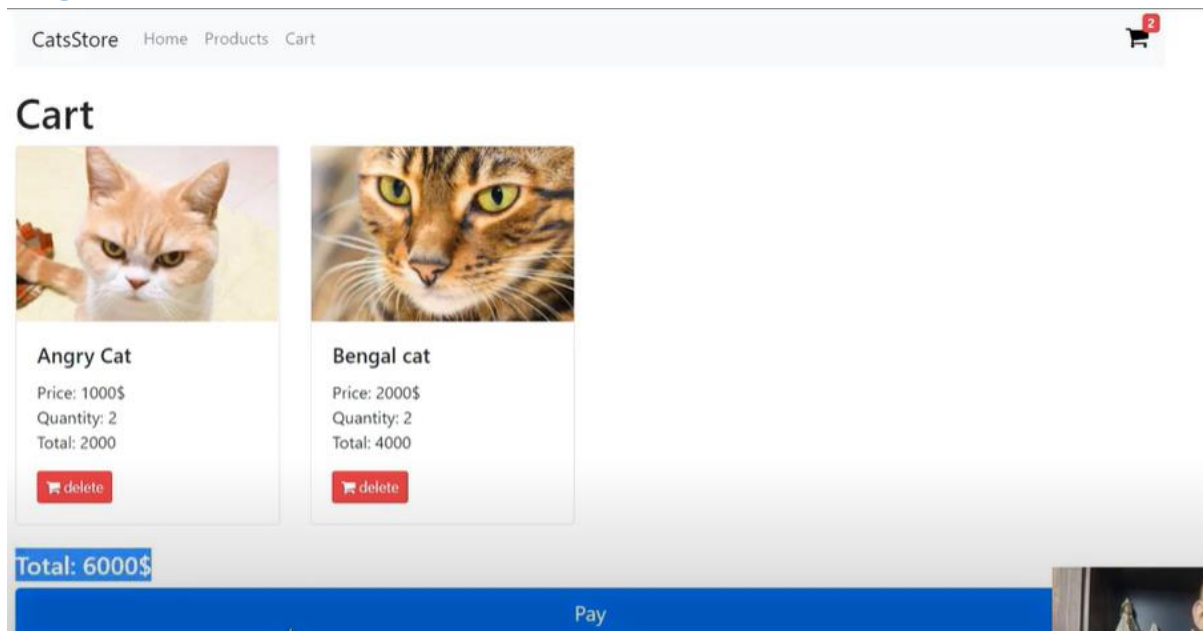 CatsStore Home Products Cart 2
Cart
Angry Cat
Price: 1000$
Quantity: 2
Total: 2000
delete
Bengal cat
Price: 2000$
Quantity: 2
Total: 4000
delete
Total: 6000$
Pay